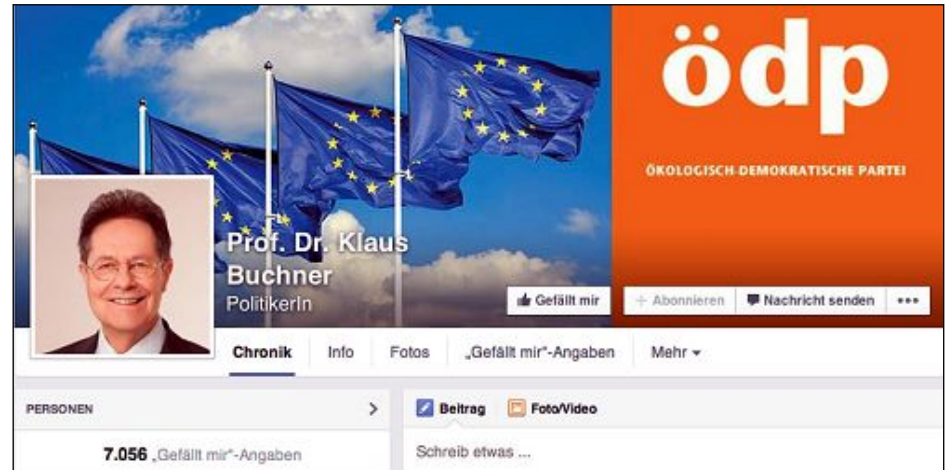 ödp
ÖKOLOGISCH-DEMOKRATISCHE PARTEI
Prof. Dr. Klaus
Buchner
PolitikerIn
Gefällt mir
+ Abonnieren
Nachricht senden
•••
Chronik Info Fotos „Gefällt mir"-Angaben Mehr
PERSONEN
7.056 „Gefällt mir"-Angaben
Beitrag Foto/Video
Schreib etwas ...